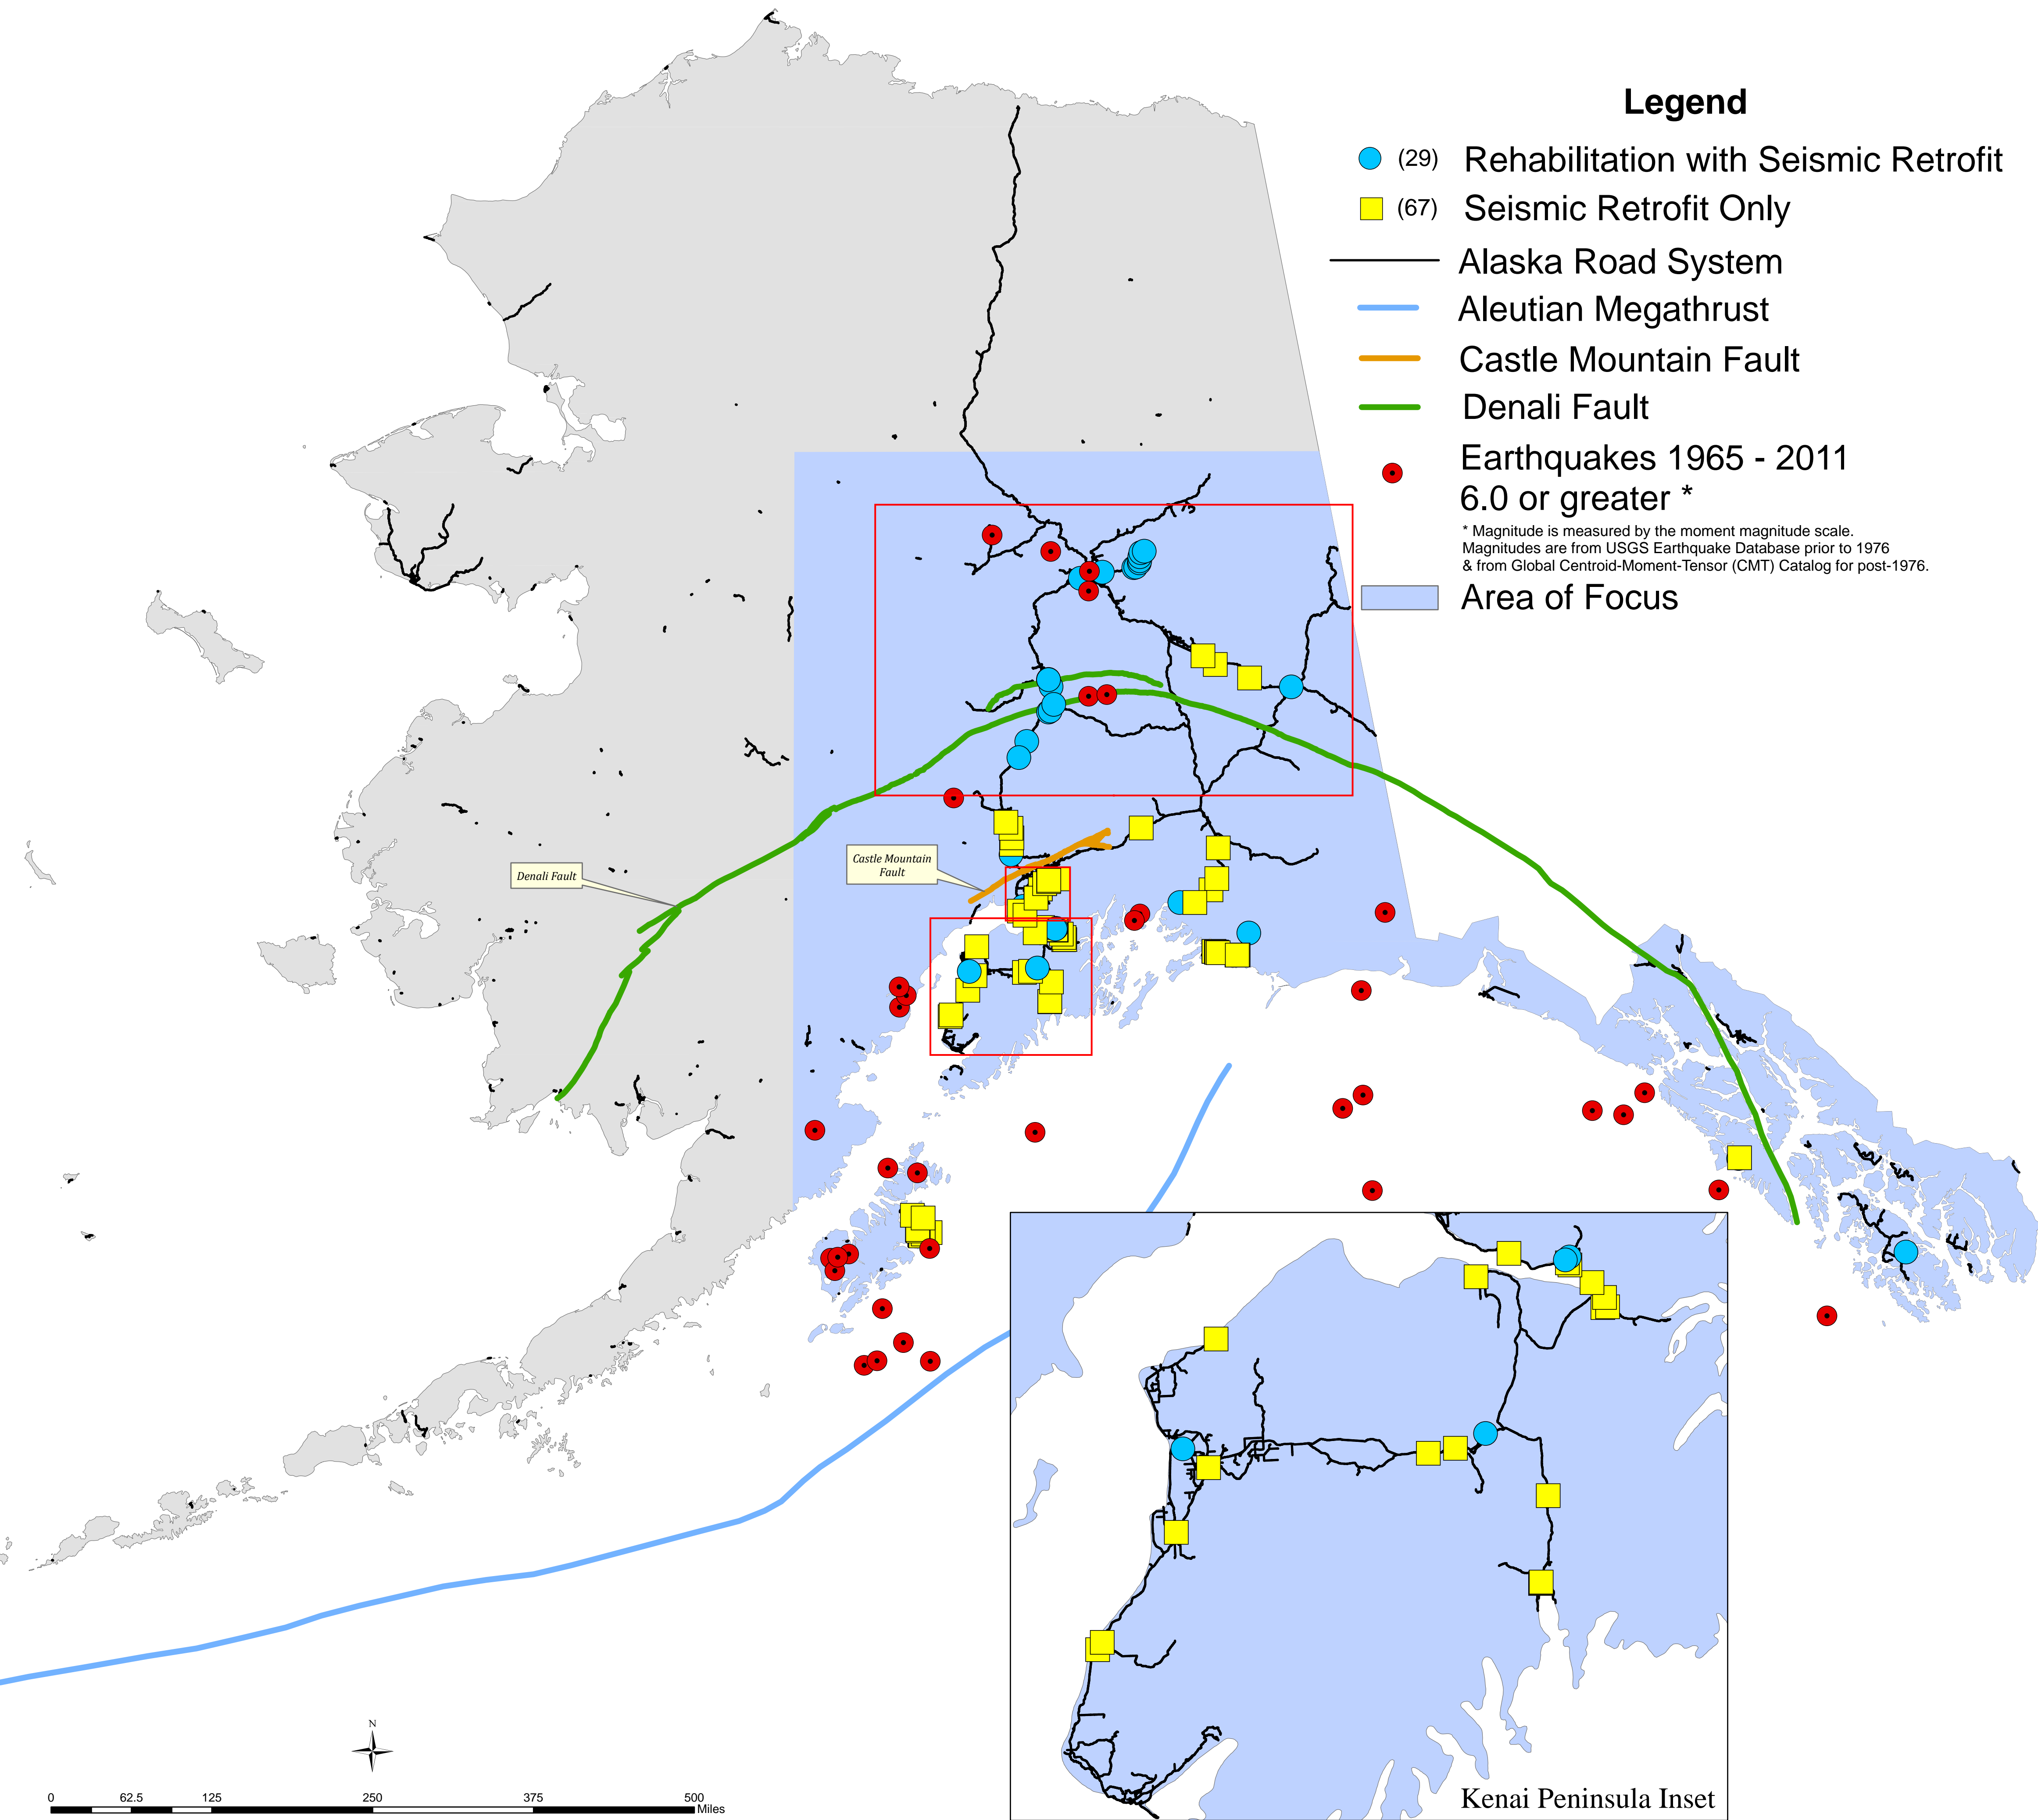 Legend
(29) Rehabilitation with Seismic Retrofit
(67) Seismic Retrofit Only
Alaska Road System
Aleutian Megathrust
Castle Mountain Fault
Denali Fault
Earthquakes 1965 - 2011
6.0 or greater *
* Magnitude is measured by the moment magnitude scale.
Magnitudes are from USGS Earthquake Database prior to 1976
& from Global Centroid-Moment-Tensor (CMT) Catalog for post-1976.
Area of Focus
Castle Mountain
Fault
Denali Fault
Kenai Peninsula Inset
N
0 62.5 125 250 375 500
Miles